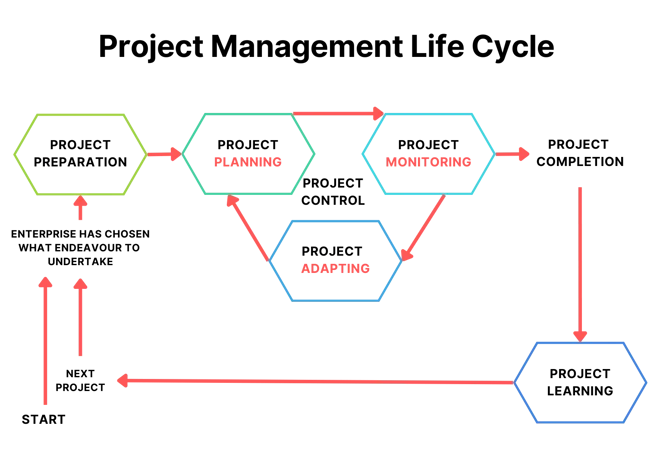 Project Management Life Cycle
PROJECT
PREPARATION
PROJECT
PLANNING
PROJECT
MONITORING
PROJECT
COMPLETION
PROJECT
CONTROL
PROJECT
ADAPTING
ENTERPRISE HAS CHOSEN
WHAT ENDEAVOUR TO
UNDERTAKE
NEXT
PROJECT
START
PROJECT
LEARNING